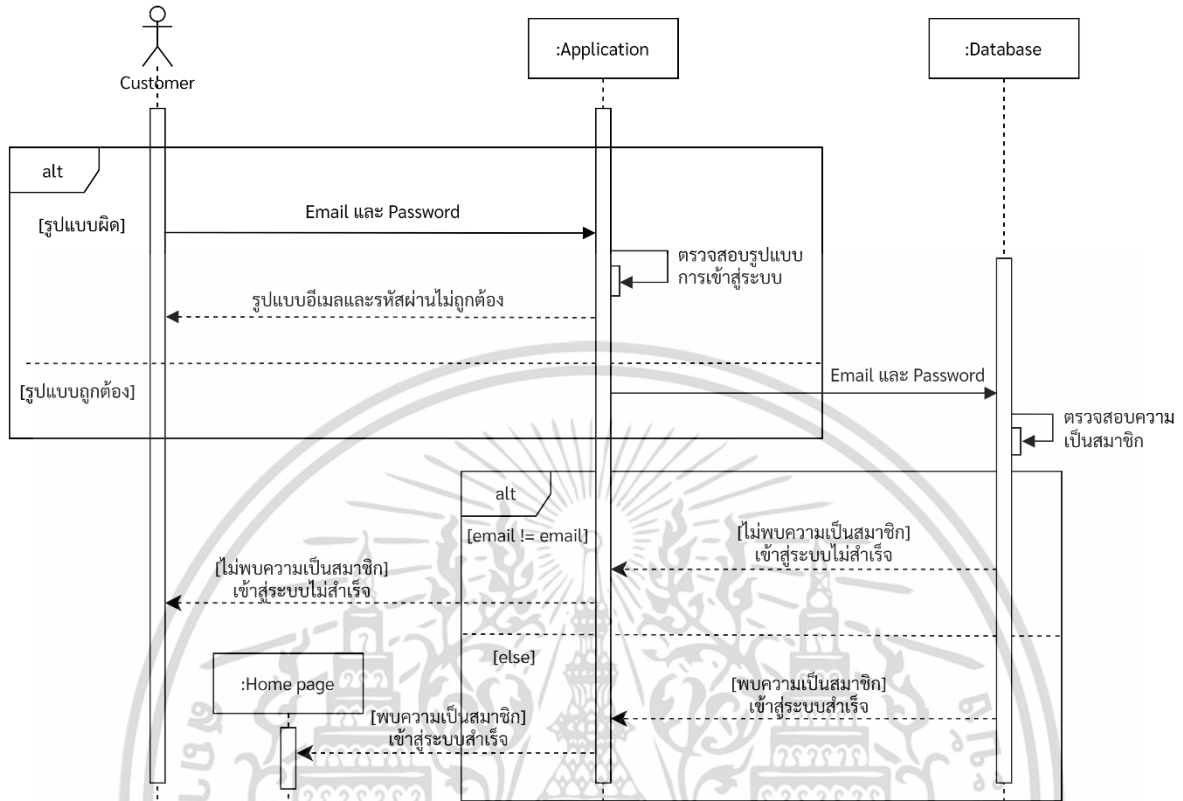 Customer
:Application
:Database
alt
[รูปแบบผิด]
Email และ Password
ตรวจสอบรูปแบบ
การเข้าสู่ระบบ
รูปแบบอีเมลและรหัสผ่านไม่ถูกต้อง
[รูปแบบถูกต้อง]
Email และ Password
ตรวจสอบความ
เป็นสมาชิก
alt
[email != email]
[ไม่พบความเป็นสมาชิก]
เข้าสู่ระบบไม่สำเร็จ
[ไม่พบความเป็นสมาชิก]
เข้าสู่ระบบไม่สำเร็จ
[else]
:Home page
[พบความเป็นสมาชิก]
เข้าสู่ระบบสำเร็จ
[พบความเป็นสมาชิก]
เข้าสู่ระบบสำเร็จ